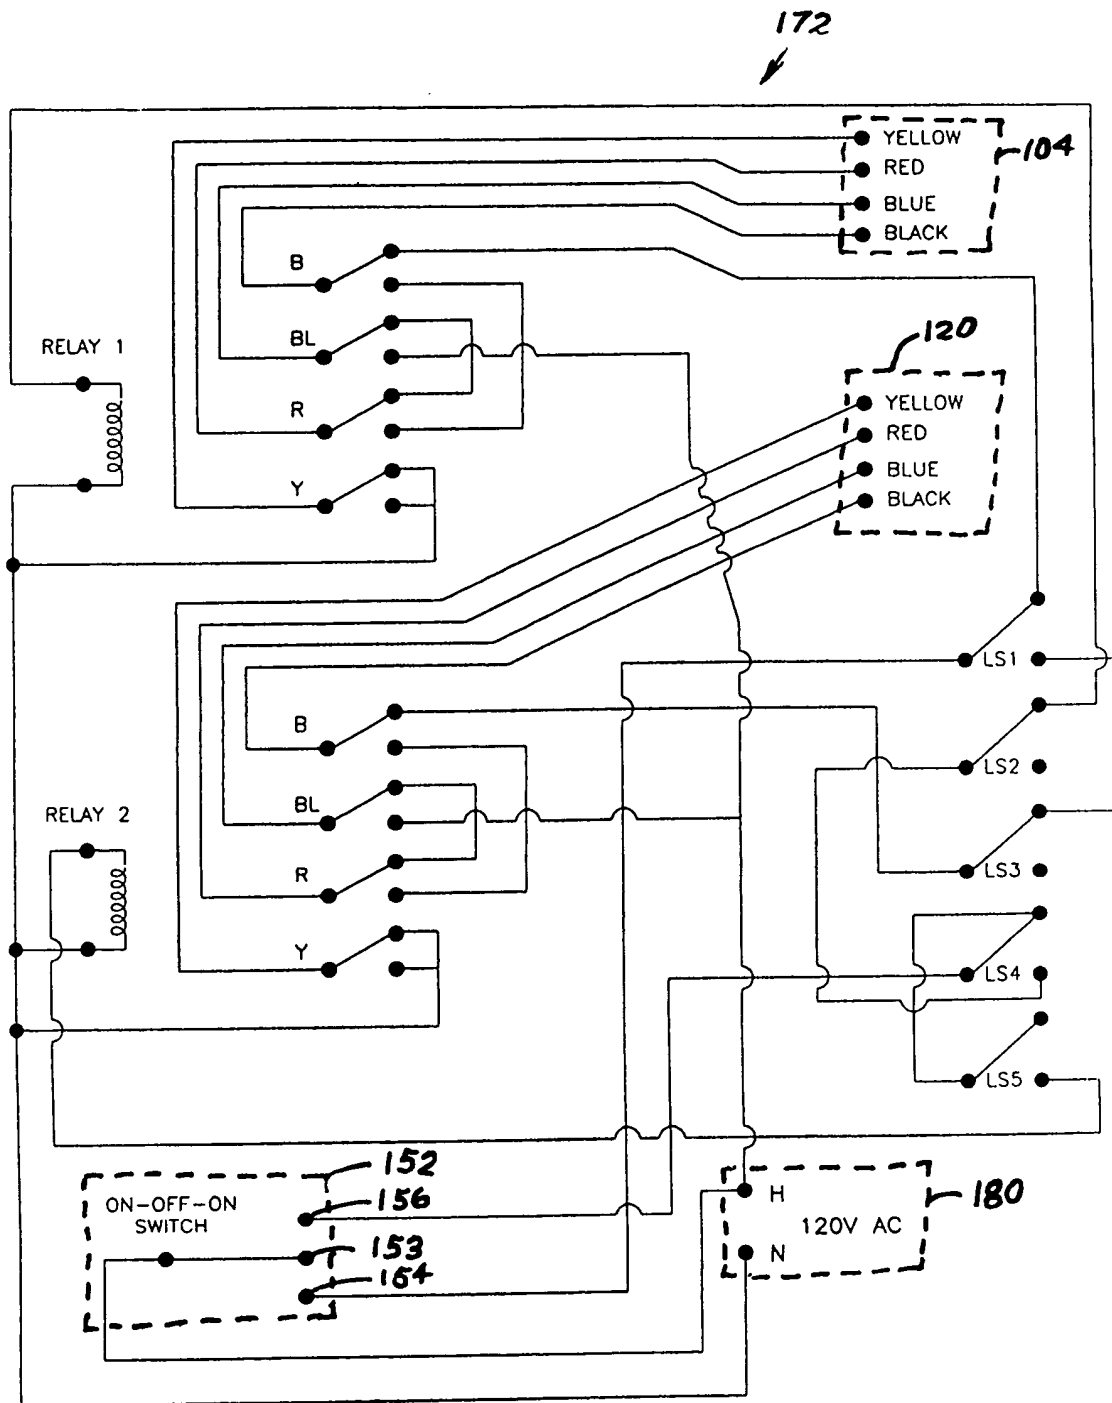 172
YELLOW
104
RED
BLUE
BLACK
B
BL
RELAY 1
R
Y
120
YELLOW
RED
BLUE
BLACK
LS1
B
LS2
BL
RELAY 2
LS3
R
Y
LS4
LS5
152
ON-OFF-ON
SWITCH
156
153
154
H
180
120V AC
N